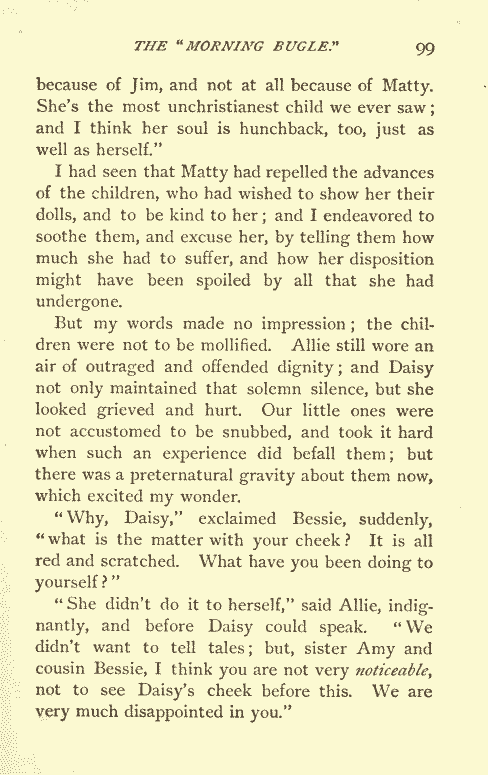 THE "MORNING BUGLE." 99
because of Jim, and not at all because of Matty.
She's the most unchristianest child we ever saw;
and I think her soul is hunchback, too, just as
well as herself."
I had seen that Matty had repelled the advances
of the children, who had wished to show her their
dolls, and to be kind to her; and I endeavored to
soothe them, and excuse her, by telling them how
much she had to suffer, and how her disposition
might have been spoiled by all that she had
undergone.
But my words made no impression; the chil-
dren were not to be mollified. Allie still wore an
air of outraged and offended dignity; and Daisy
not only maintained that solemn silence, but she
looked grieved and hurt. Our little ones were
not accustomed to be snubbed, and took it hard
when such an experience did befall them; but
there was a preternatural gravity about them now,
which excited my wonder.
"Why, Daisy," exclaimed Bessie, suddenly,
"what is the matter with your cheek? It is all
red and scratched. What have you been doing to
yourself?"
"She didn't do it to herself," said Allie, indig-
nantly, and before Daisy could speak. "We
didn't want to tell tales; but, sister Amy and
cousin Bessie, I think you are not very noticeable,
not to see Daisy's cheek before this. We are
very much disappointed in you."